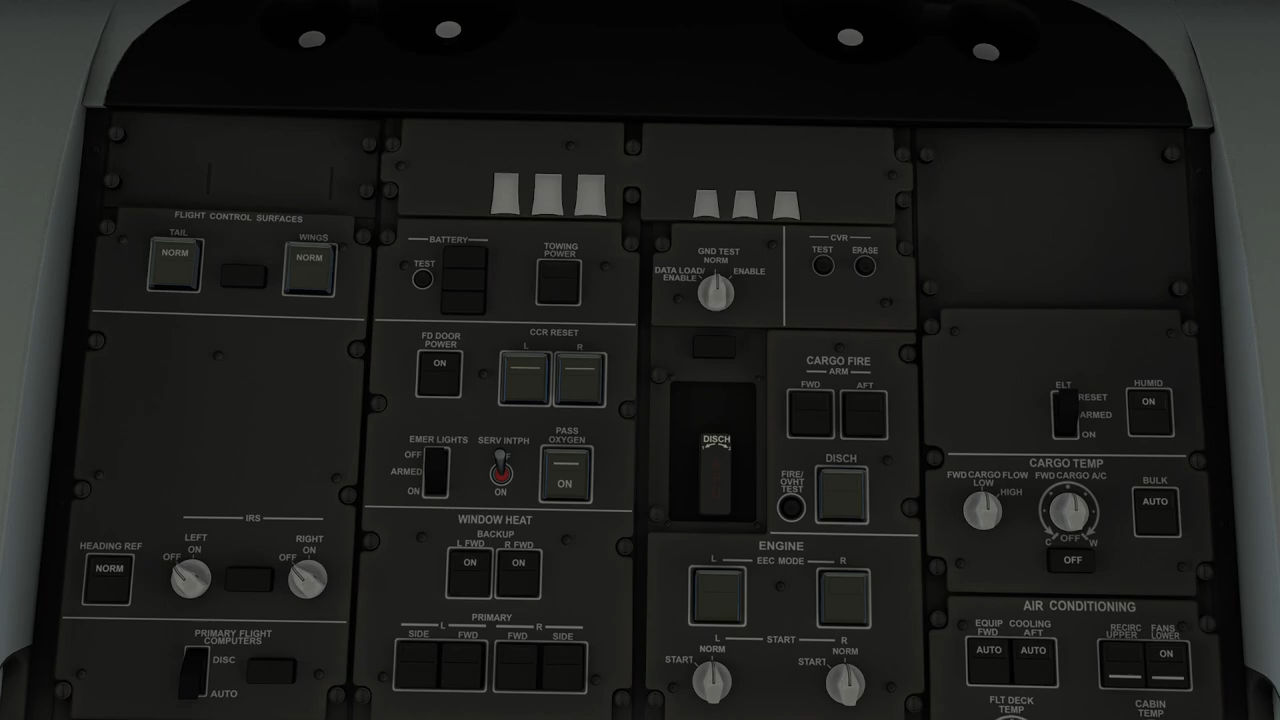 FLIGHT CONTROL SURFACES
TAIL
WINGS
NORM
NORM
BATTERY
TEST
TOWING
POWER
GND TEST
NORM
DATA LOAD/
ENABLE
ENABLE
CVR
TEST
ERASE
FD DOOR
POWER
ON
CCR RESET
L
R
CARGO FIRE
ARM
FWD
AFT
ELT
RESET
ARMED
ON
HUMID
ON
EMER LIGHTS
OFF
ARMED
ON
SERV INTPH
ON
PASS
OXYGEN
ON
DISCH
FIRE/
OVHT
TEST
DISCH
CARGO TEMP
FWD CARGO FLOW
LOW
HIGH
FWD CARGO A/C
C
OFF
W
OFF
BULK
AUTO
IRS
HEADING REF
NORM
LEFT
ON
OFF
RIGHT
ON
OFF
WINDOW HEAT
BACKUP
L FWD
R FWD
ON
ON
PRIMARY
L
R
SIDE
FWD
FWD
SIDE
ENGINE
L
EEC MODE
R
L
START
R
NORM
START
NORM
START
PRIMARY FLIGHT
COMPUTERS
DISC
AUTO
AIR CONDITIONING
EQUIP
FWD
COOLING
AFT
AUTO
AUTO
RECIRC
UPPER
FANS
LOWER
ON
FLT DECK
TEMP
CABIN
TEMP